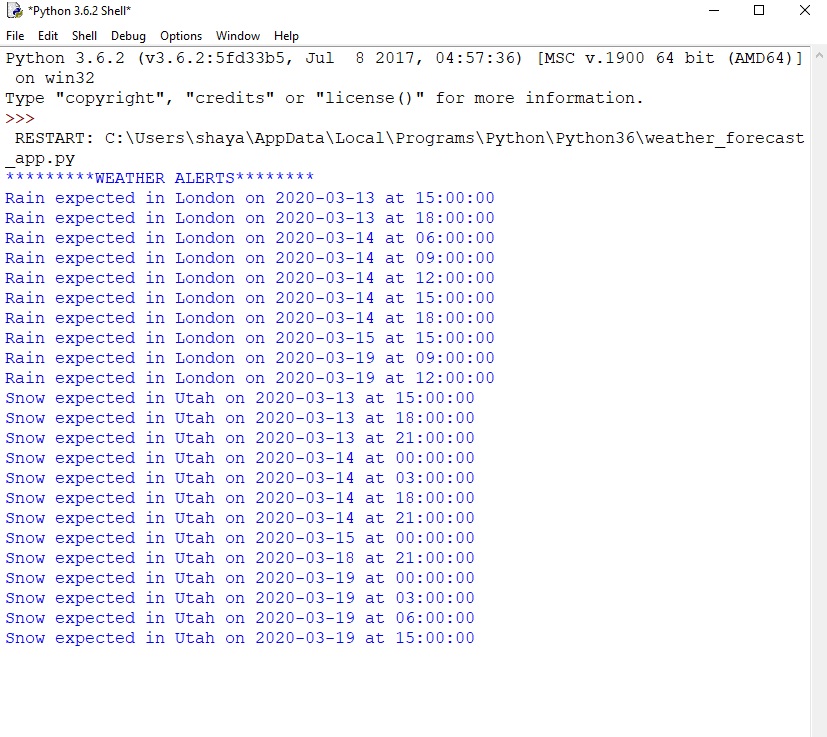 *Python 3.6.2 Shell*
File Edit Shell Debug Options Window Help
Python 3.6.2 (v3.6.2:5fd33b5, Jul  8 2017, 04:57:36) [MSC v.1900 64 bit (AMD64)]
 on win32
Type "copyright", "credits" or "license()" for more information.
>>>
 RESTART: C:\Users\shaya\AppData\Local\Programs\Python\Python36\weather_forecast
_app.py
*********WEATHER ALERTS********
Rain expected in London on 2020-03-13 at 15:00:00
Rain expected in London on 2020-03-13 at 18:00:00
Rain expected in London on 2020-03-14 at 06:00:00
Rain expected in London on 2020-03-14 at 09:00:00
Rain expected in London on 2020-03-14 at 12:00:00
Rain expected in London on 2020-03-14 at 15:00:00
Rain expected in London on 2020-03-14 at 18:00:00
Rain expected in London on 2020-03-15 at 15:00:00
Rain expected in London on 2020-03-19 at 09:00:00
Rain expected in London on 2020-03-19 at 12:00:00
Snow expected in Utah on 2020-03-13 at 15:00:00
Snow expected in Utah on 2020-03-13 at 18:00:00
Snow expected in Utah on 2020-03-13 at 21:00:00
Snow expected in Utah on 2020-03-14 at 00:00:00
Snow expected in Utah on 2020-03-14 at 03:00:00
Snow expected in Utah on 2020-03-14 at 18:00:00
Snow expected in Utah on 2020-03-14 at 21:00:00
Snow expected in Utah on 2020-03-15 at 00:00:00
Snow expected in Utah on 2020-03-18 at 21:00:00
Snow expected in Utah on 2020-03-19 at 00:00:00
Snow expected in Utah on 2020-03-19 at 03:00:00
Snow expected in Utah on 2020-03-19 at 06:00:00
Snow expected in Utah on 2020-03-19 at 15:00:00